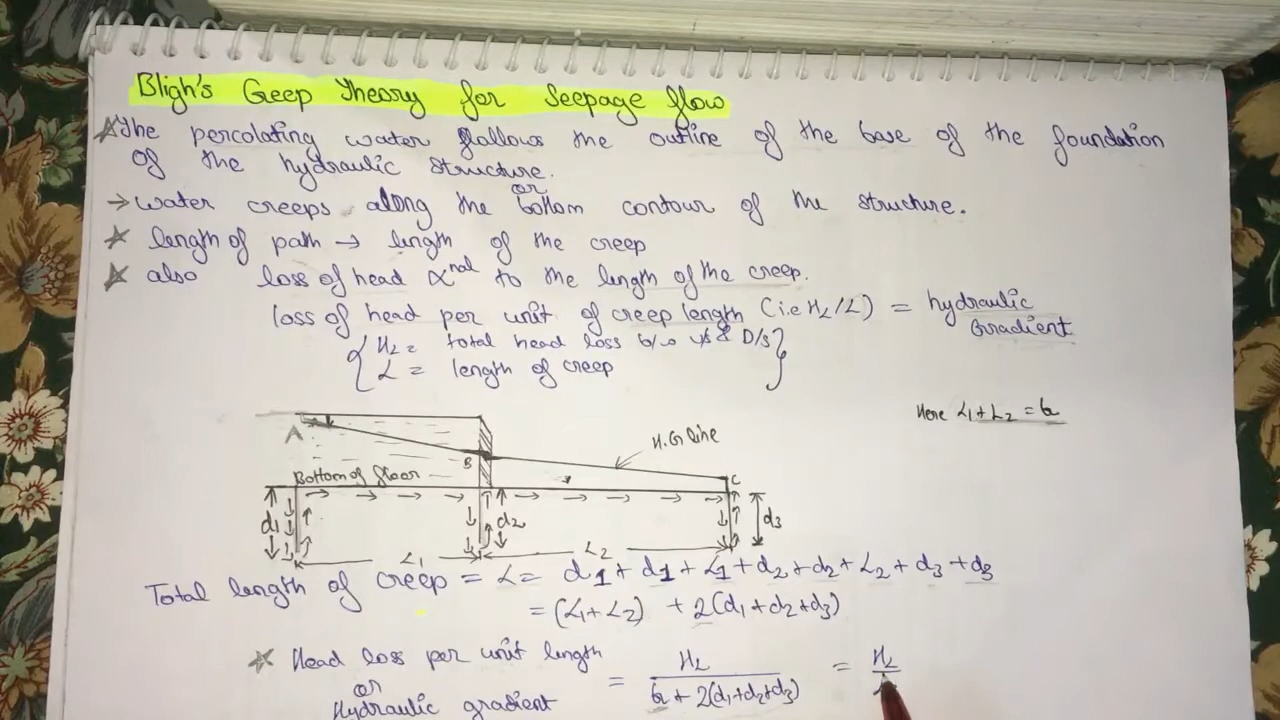 Bligh's Creep Theory for Seepage flow
The percolating water follows the outline of the base of the foundation
of the hydraulic structure.
or
→ water creeps along the bottom contour of the structure.
length of path → length of the creep
also loss of head ∝nal to the length of the creep.
loss of head per unit of creep length (i.e HL/L) = hydraulic
Gradient
HL = total head loss b/w u/s & D/s
L = length of creep
Here L1+L2 = b
A
B
H.G line
C
Bottom of floor
d1
d2
d3
L1
L2
Total length of creep = L = d1 + d1 + L1 + d2 + d2 + L2 + d3 + d3
= (L1+L2) + 2(d1+d2+d3)
Head loss per unit length
or
Hydraulic gradient
= HL / b + 2(d1+d2+d3) = HL